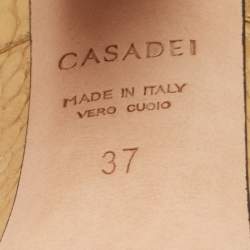 CASADEI
MADE IN ITALY
VERO CUOIO
37